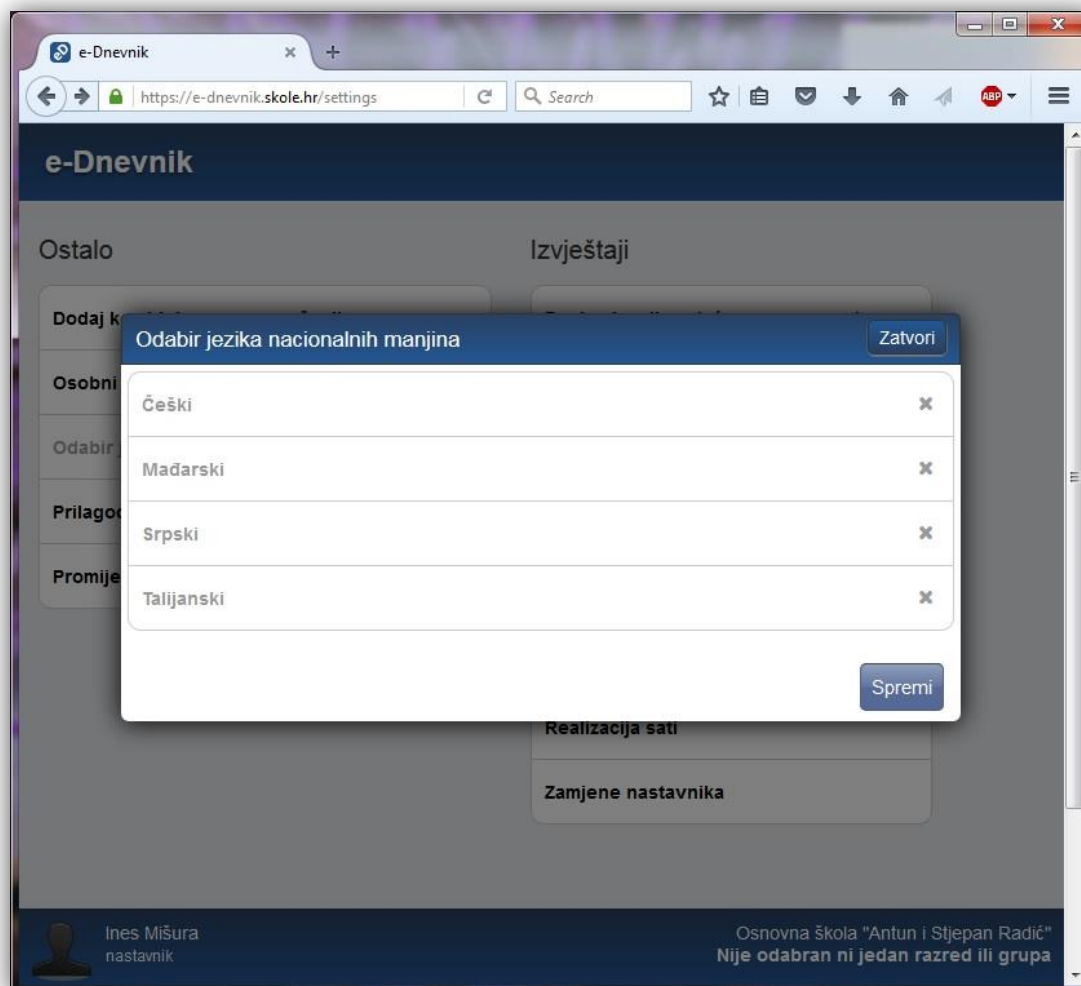 e-Dnevnik
https://e-dnevnik.skole.hr/settings
Search
ABP
e-Dnevnik
Ostalo
Izvještaji
Dodaj
Osobni
Odabir
Odabir jezika nacionalnih manjina
Zatvori
Češki
Mađarski
Srpski
Talijanski
Spremi
Realizacija sati
Zamjene nastavnika
Ines Mišura
nastavnik
Osnovna škola "Antun i Stjepan Radić"
Nije odabran ni jedan razred ili grupa